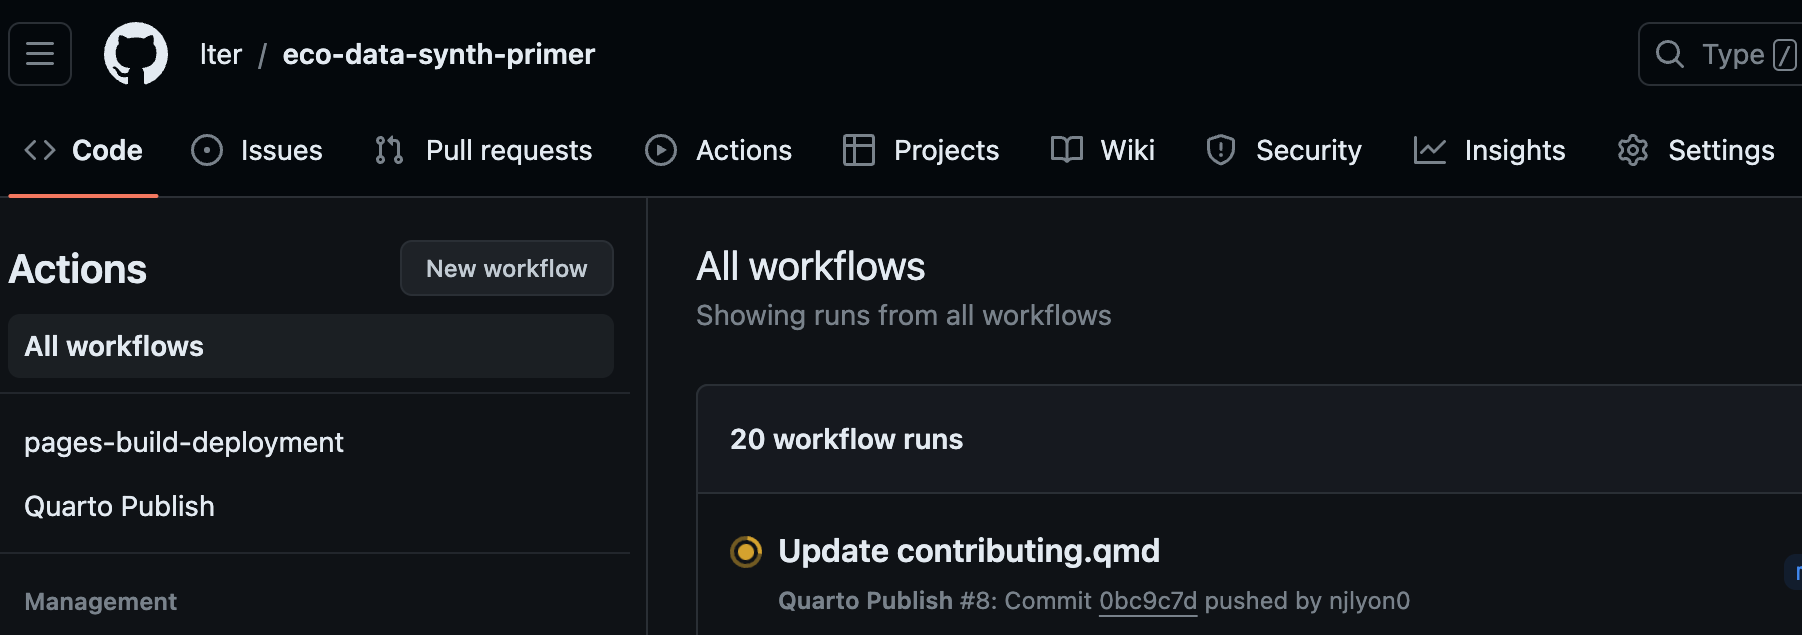 lter / eco-data-synth-primer
Type /
Code Issues Pull requests Actions Projects Wiki Security Insights Settings
Actions
New workflow
All workflows
pages-build-deployment
Quarto Publish
Management
All workflows
Showing runs from all workflows
20 workflow runs
Update contributing.qmd
Quarto Publish #8: Commit 0bc9c7d pushed by njlyon0